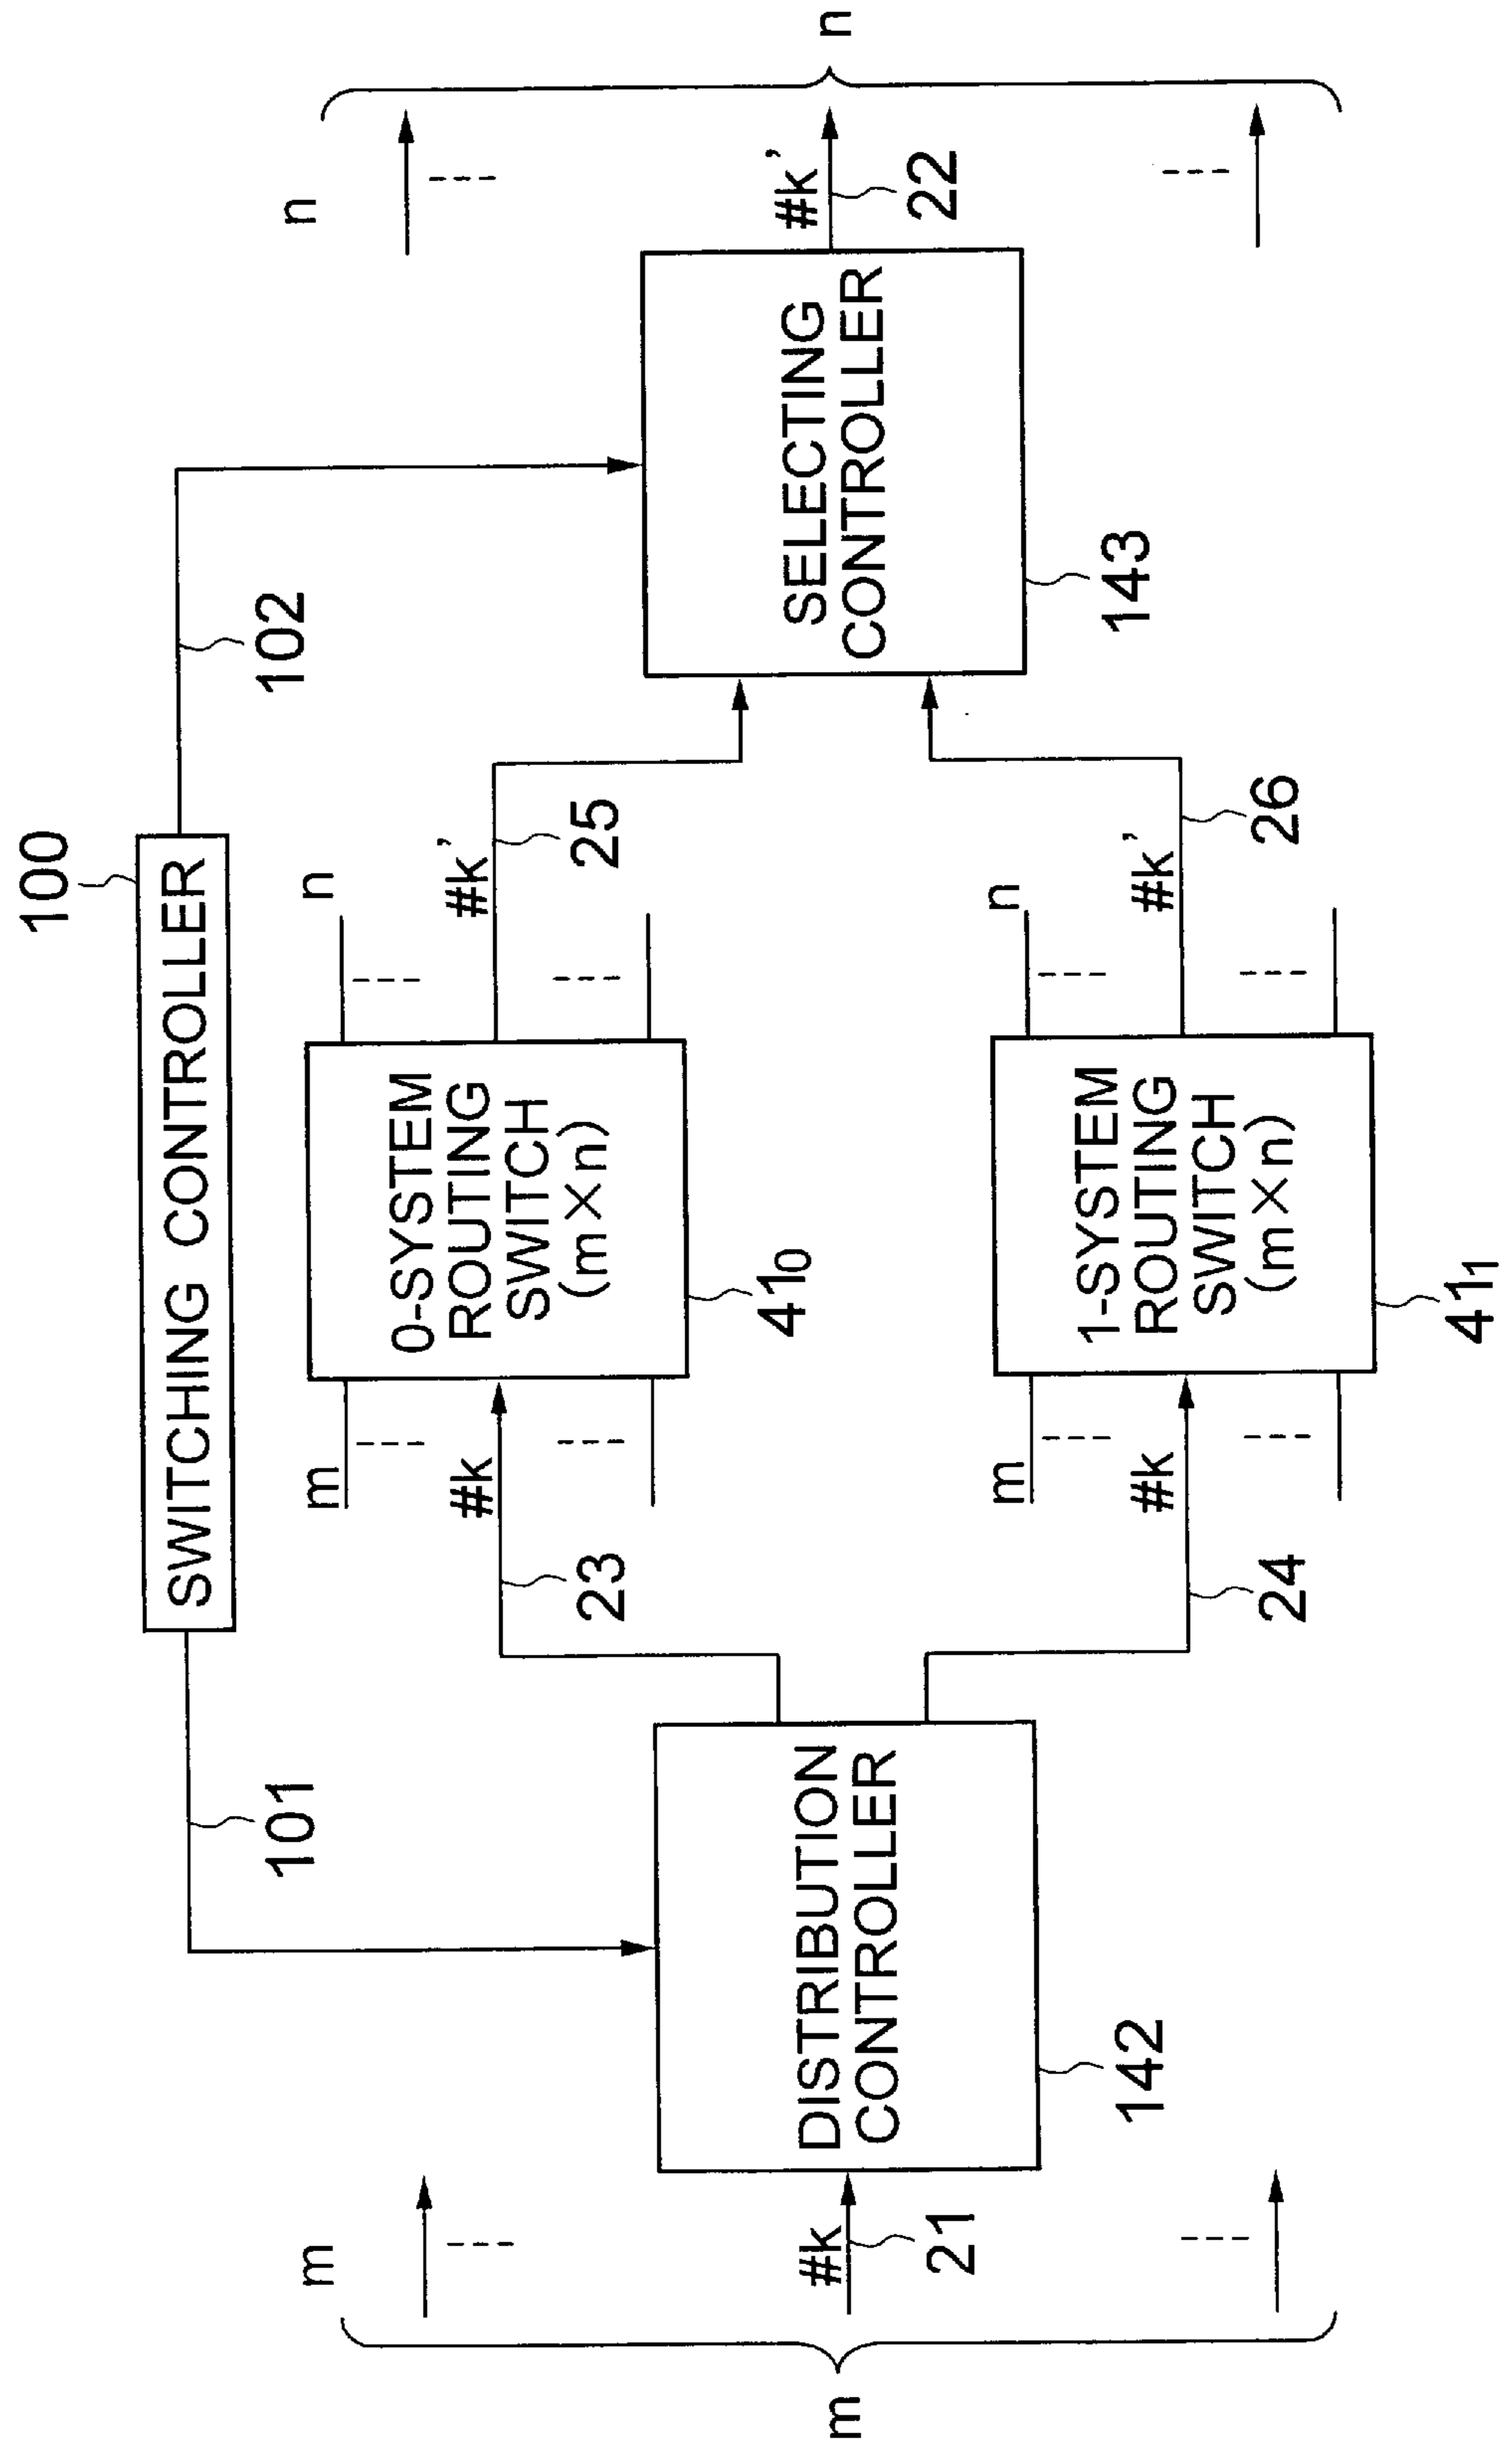 100
SWITCHING CONTROLLER
101
102
m
n
m
n
#k
#k'
0-SYSTEM
ROUTING
SWITCH
(m×n)
23
25
41₀
m
#k
21
DISTRIBUTION
CONTROLLER
142
SELECTING
CONTROLLER
143
#k'
22
n
m
n
#k
#k'
1-SYSTEM
ROUTING
SWITCH
(m×n)
24
26
41₁